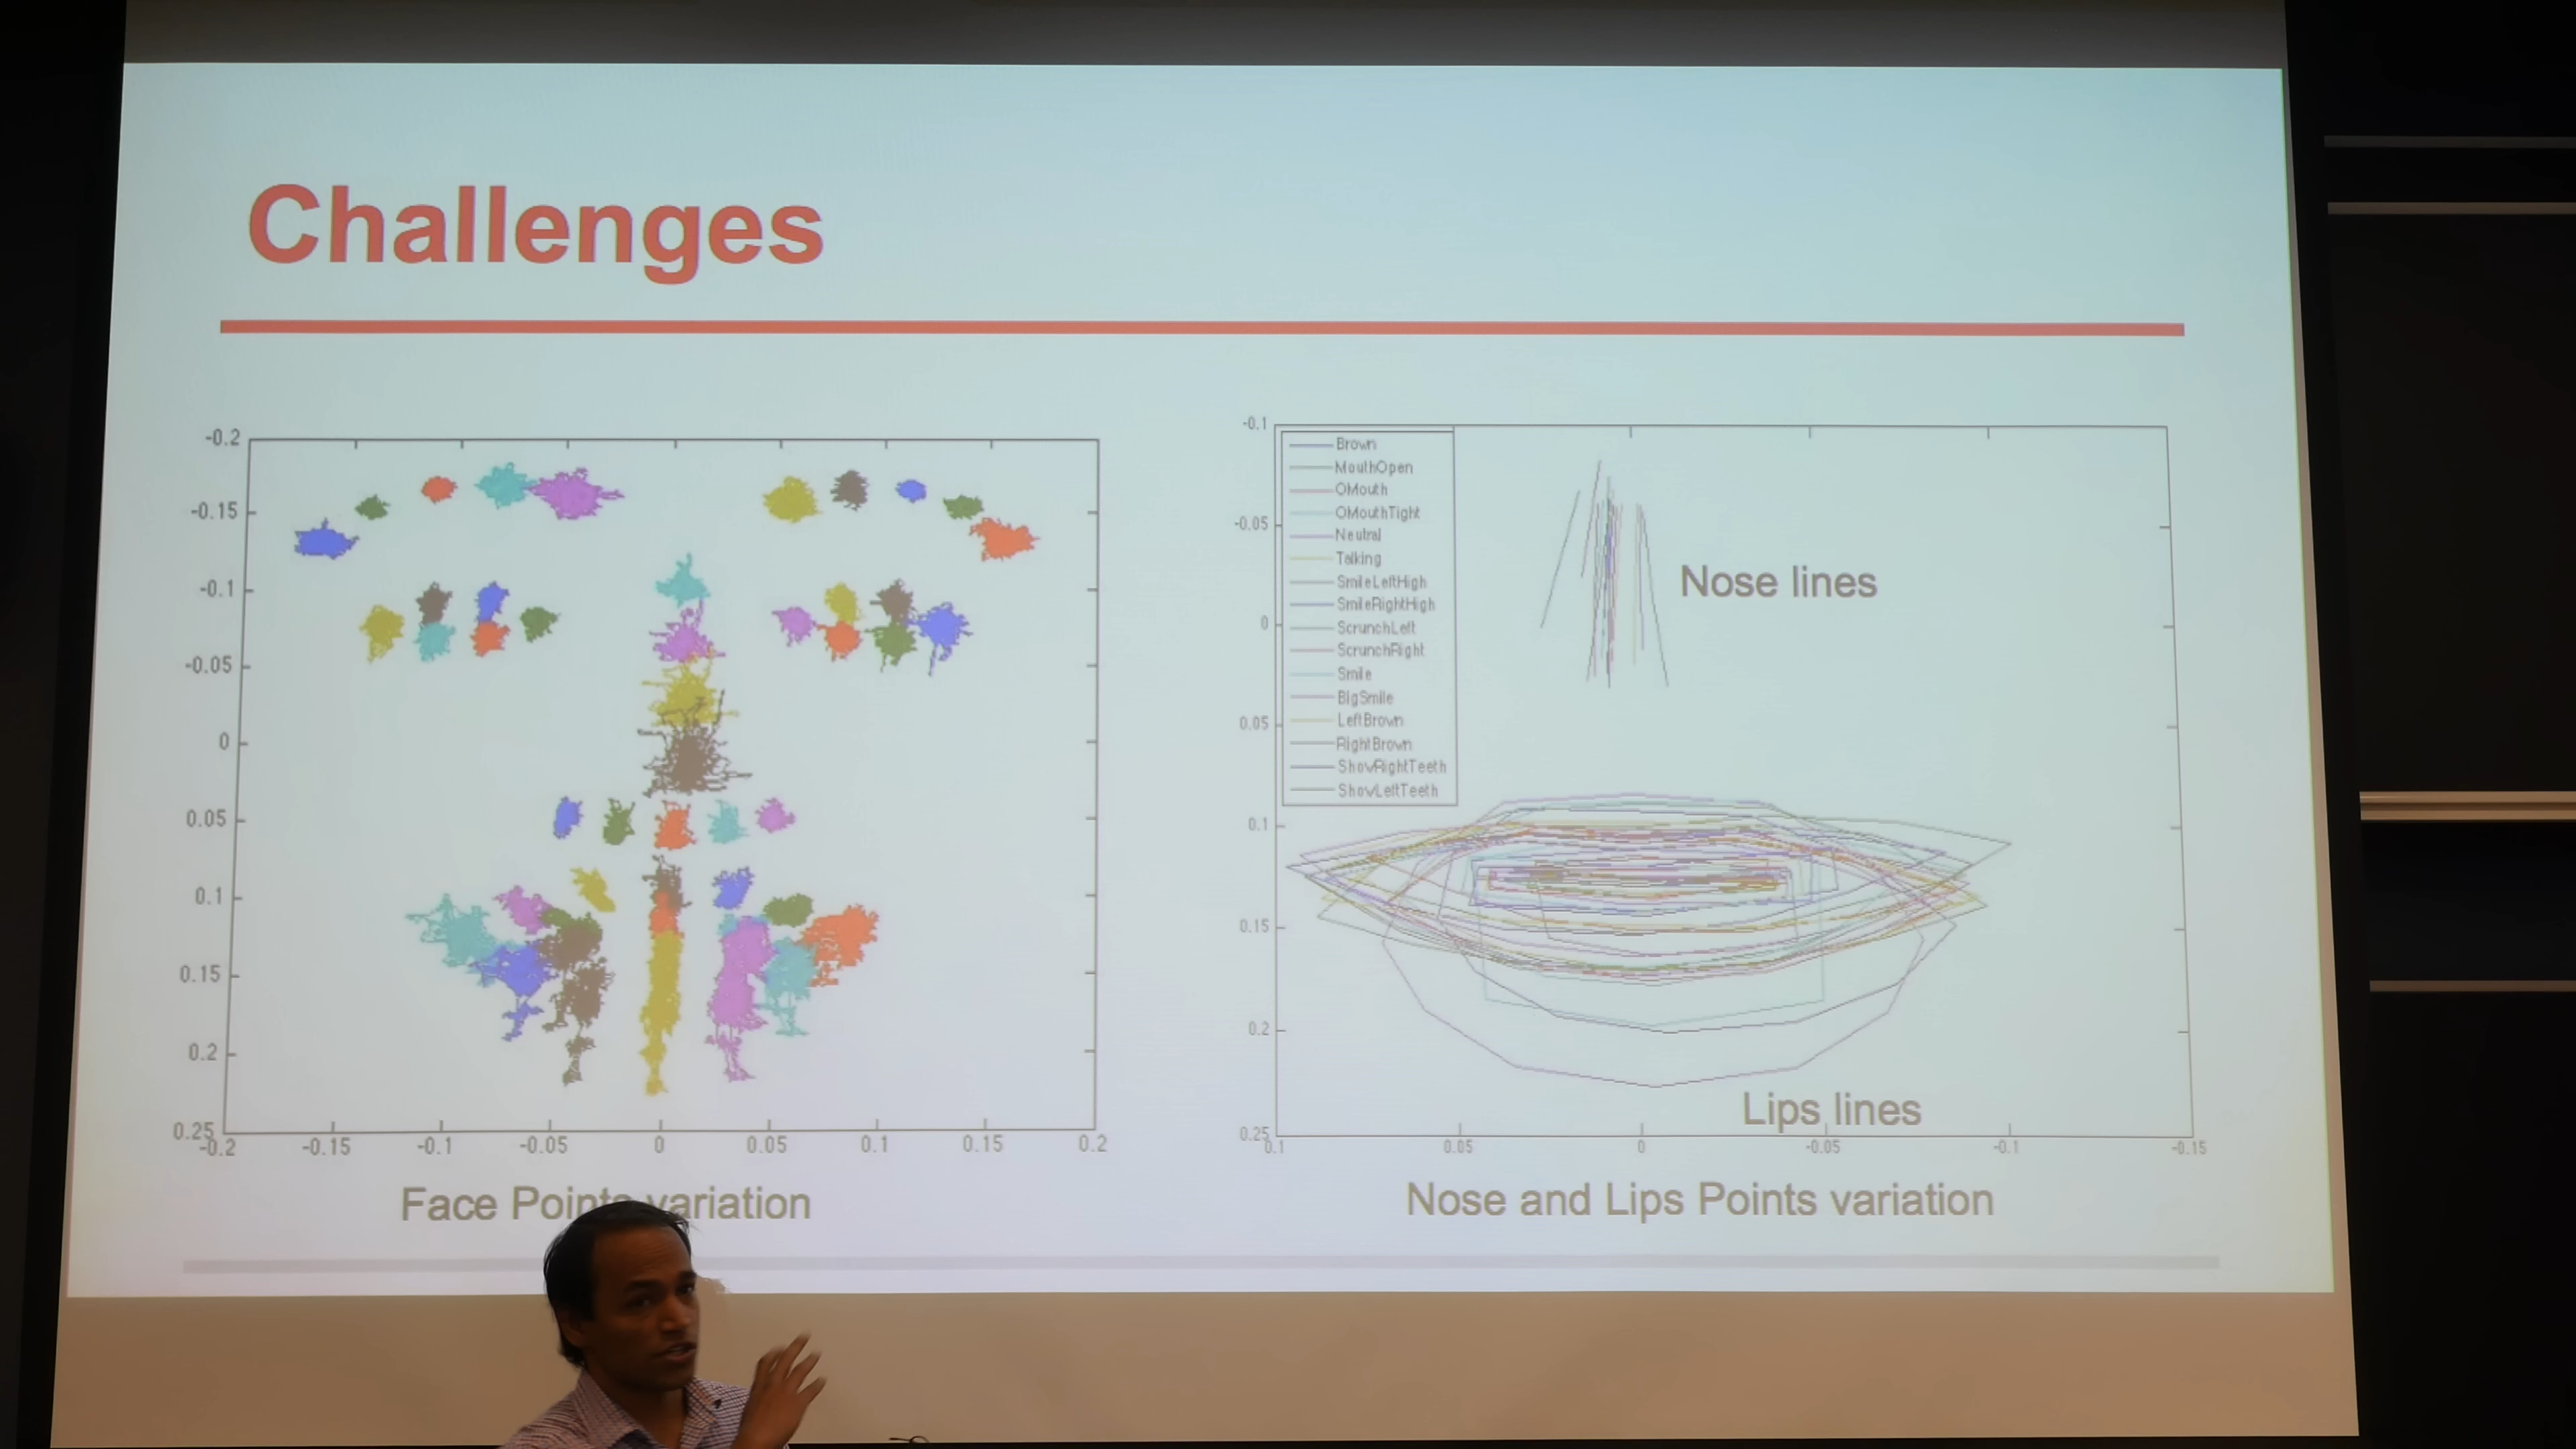 Challenges
-0.2
-0.15
-0.1
-0.05
0
0.05
0.1
0.15
0.2
0.25
-0.2 -0.15 -0.1 -0.05 0 0.05 0.1 0.15 0.2
Face Points variation
-0.1
-0.05
0
0.05
0.1
0.15
0.2
0.25
0.1 0.05 0 -0.05 -0.1 -0.15
Brown
MouthOpen
OMouth
OMouthTight
Neutral
Talking
SmileLeftHigh
SmileRightHigh
ScrunchLeft
ScrunchRight
Smile
BigSmile
LeftBrown
RightBrown
ShowRightTeeth
ShowLeftTeeth
Nose lines
Lips lines
Nose and Lips Points variation